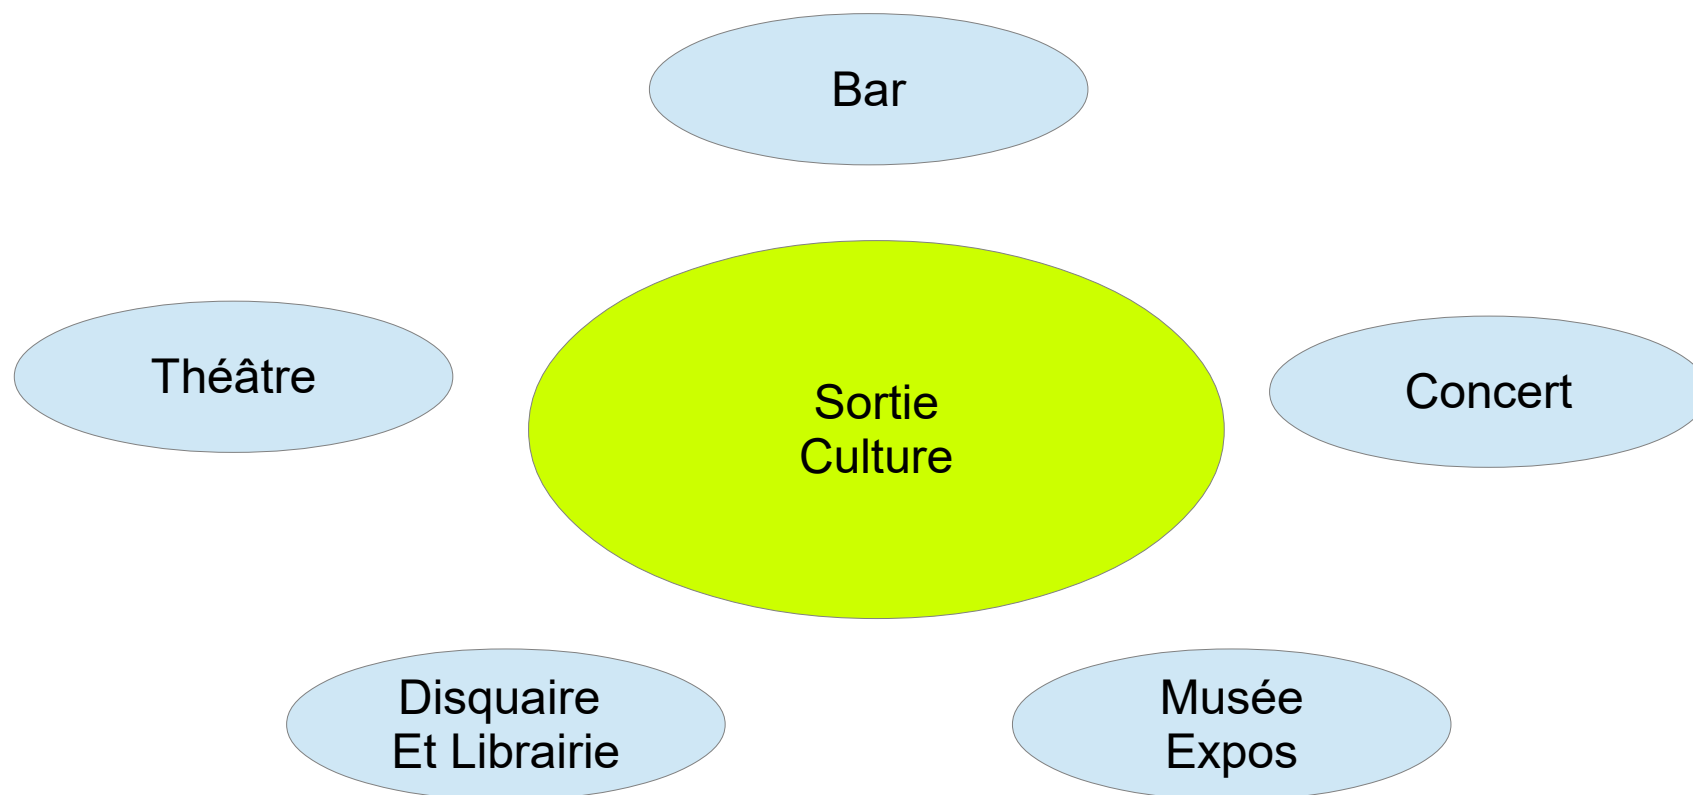 Bar
Théâtre
Sortie
Culture
Concert
Disquaire
Et Librairie
Musée
Expos